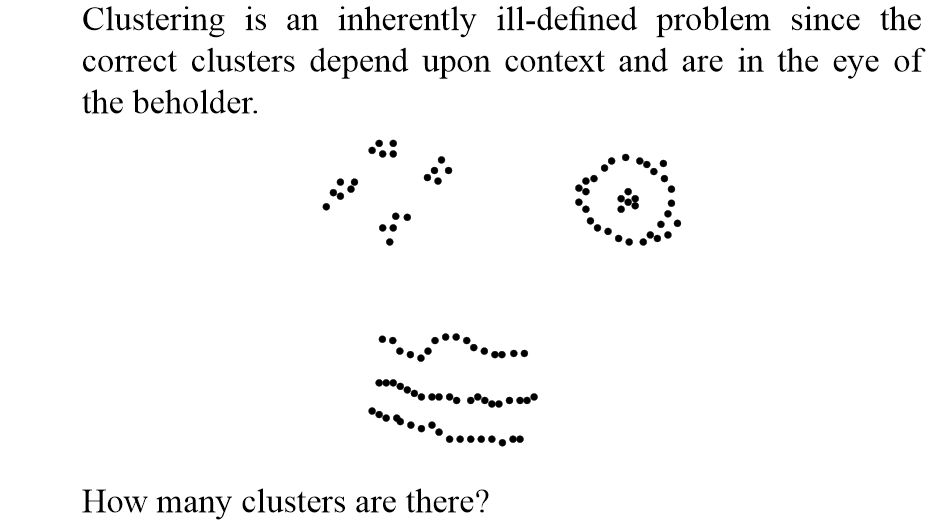 Clustering is an inherently ill-defined problem since the
correct clusters depend upon context and are in the eye of
the beholder.
How many clusters are there?